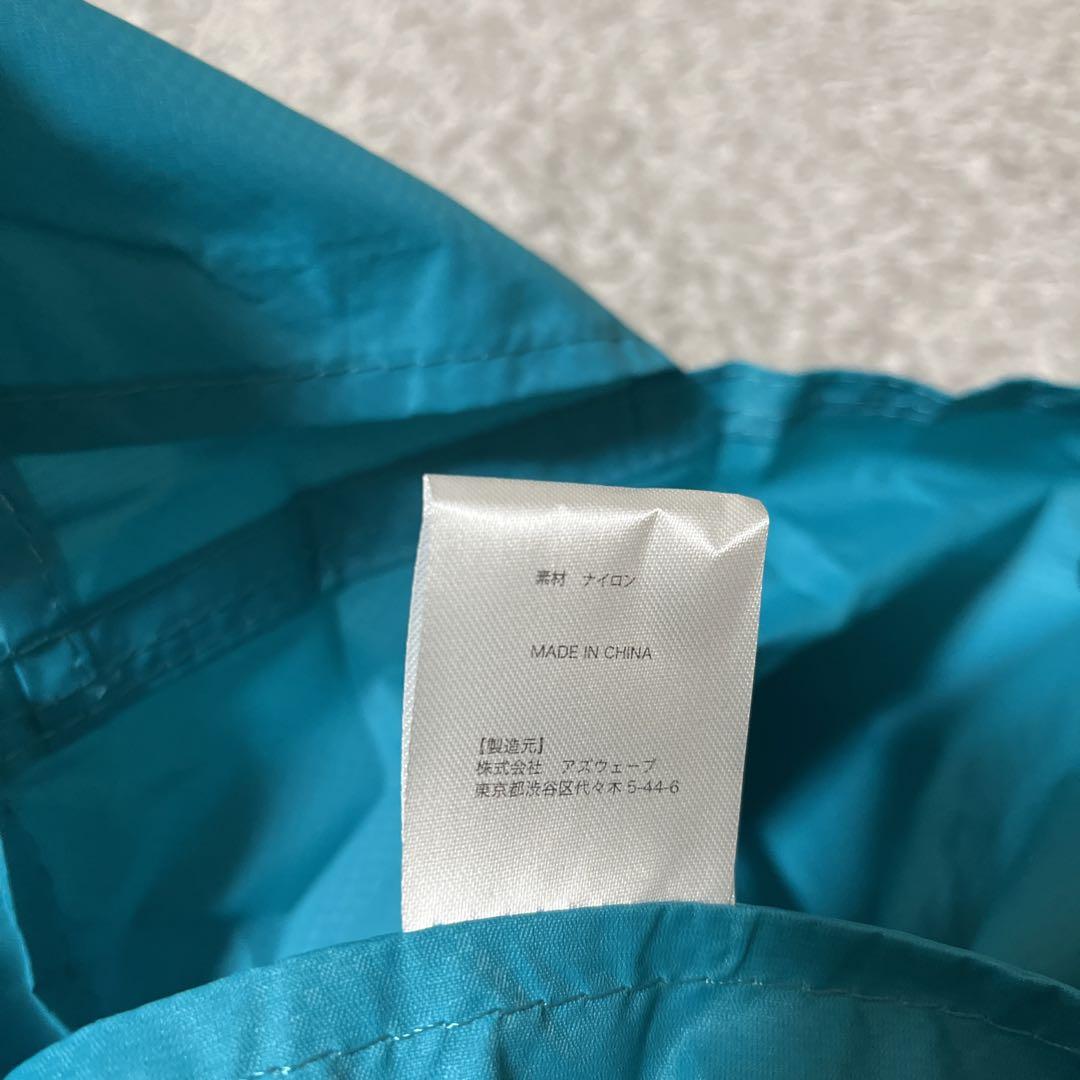 素材　ナイロン
MADE IN CHINA
【製造元】
株式会社　アズウェーブ
東京都渋谷区代々木 5-44-6